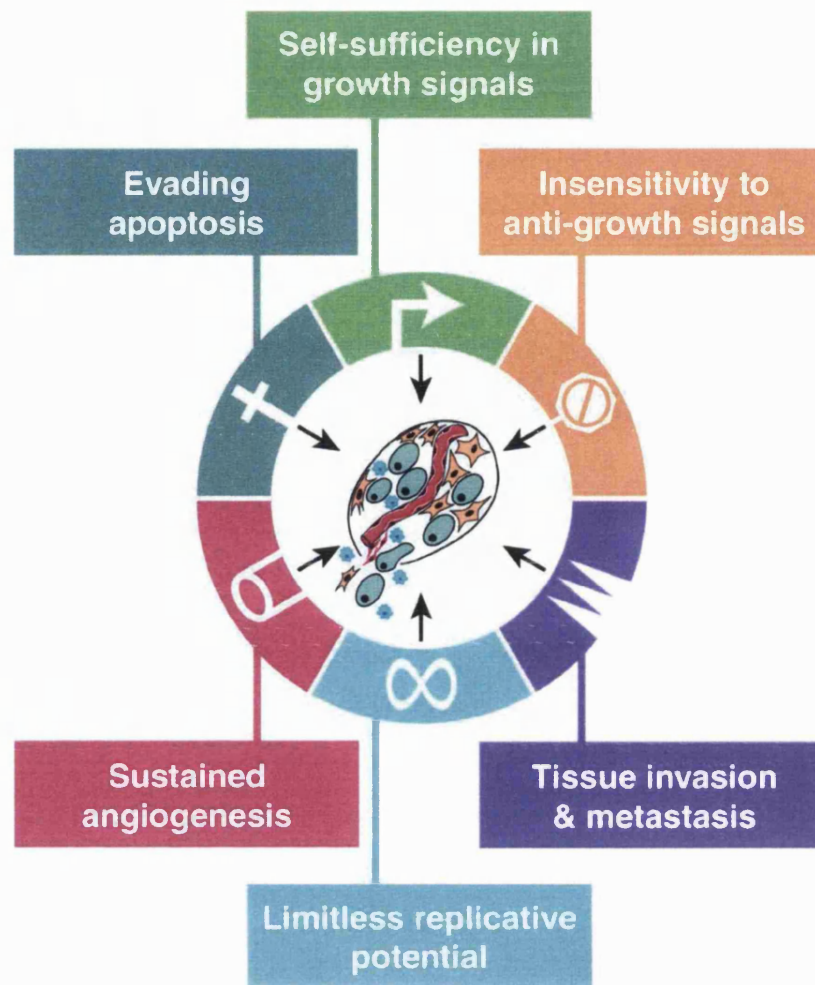 Self-sufficiency in
growth signals
Evading
apoptosis
Insensitivity to
anti-growth signals
Sustained
angiogenesis
Tissue invasion
& metastasis
Limitless replicative
potential